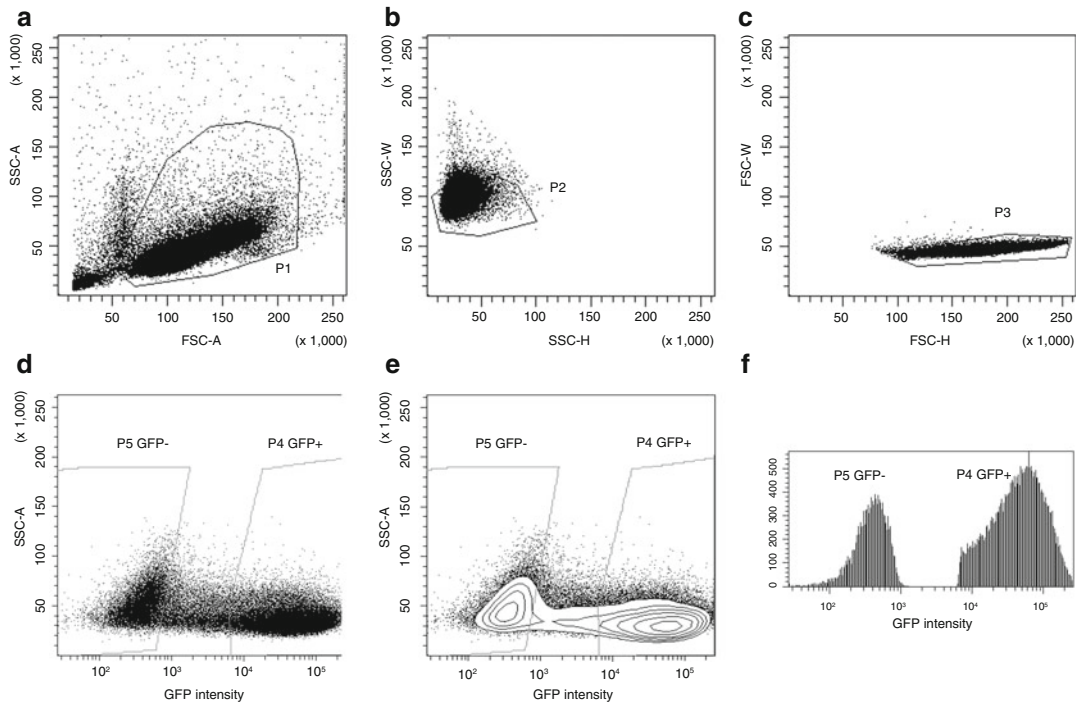 a
(x 1,000)
250
200
150
100
50
SSC-A
P1
50 100 150 200 250
FSC-A (x 1,000)
b
(x 1,000)
250
200
150
100
50
SSC-W
P2
50 100 150 200 250
SSC-H (x 1,000)
c
(x 1,000)
250
200
150
100
50
FSC-W
P3
50 100 150 200 250
FSC-H (x 1,000)
d
(x 1,000)
250
200
150
100
50
SSC-A
P5 GFP- P4 GFP+
10² 10³ 10⁴ 10⁵
GFP intensity
e
(x 1,000)
250
200
150
100
50
SSC-A
P5 GFP- P4 GFP+
10² 10³ 10⁴ 10⁵
GFP intensity
f
500
400
300
200
100
0
P5 GFP- P4 GFP+
10² 10³ 10⁴ 10⁵
GFP intensity